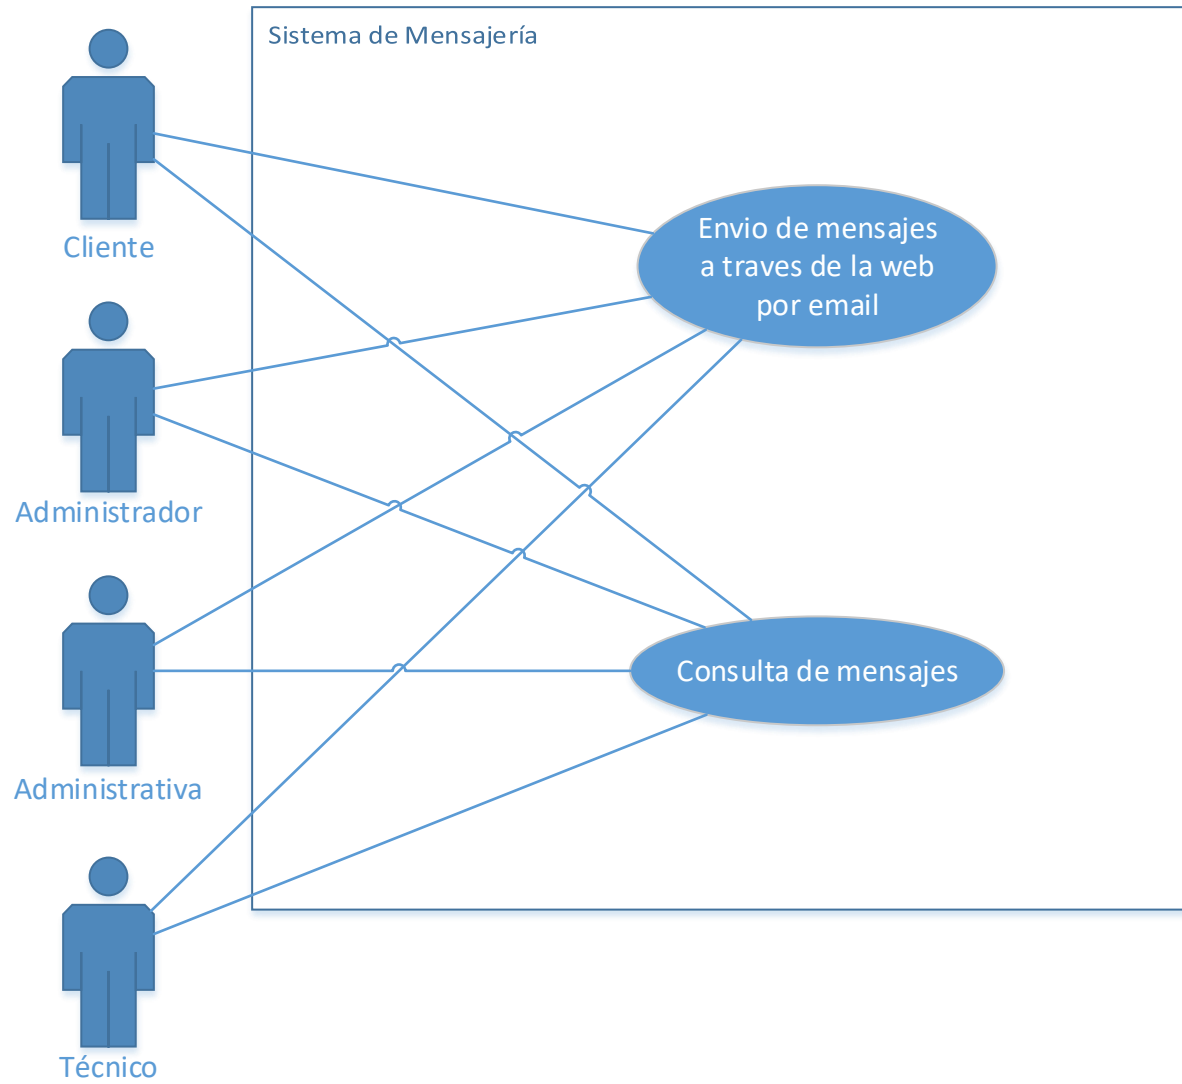 Sistema de Mensajería
Cliente
Envio de mensajes
a traves de la web
por email
Administrador
Consulta de mensajes
Administrativa
Técnico